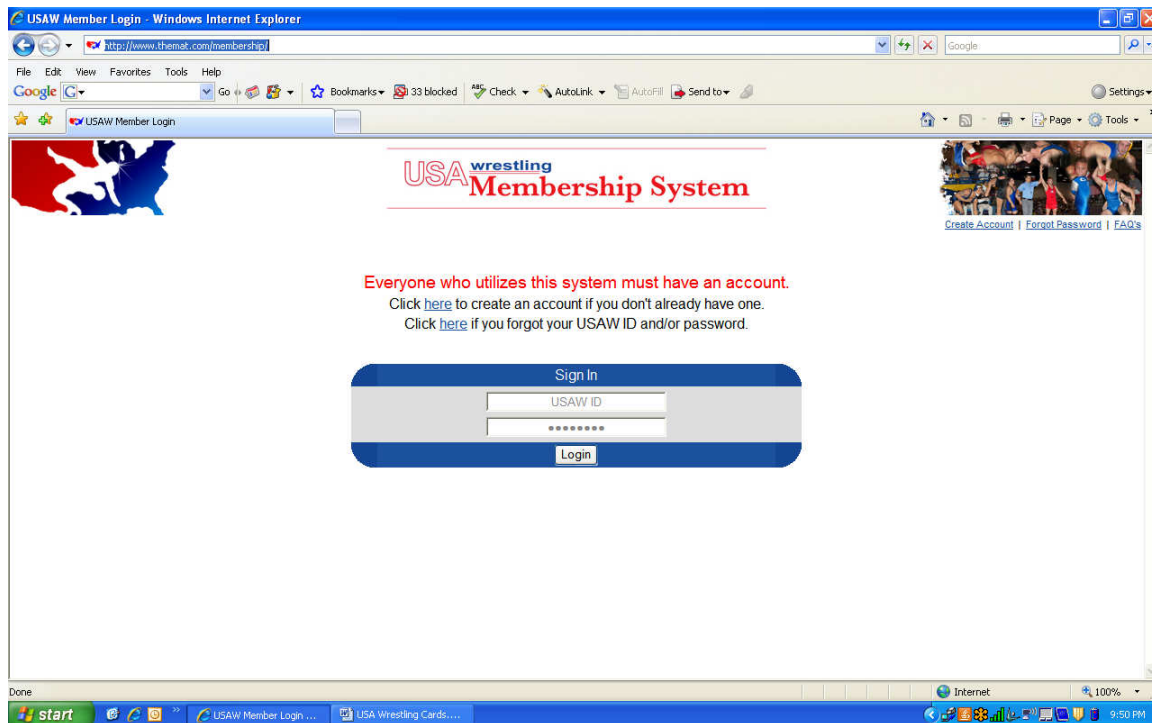 USAW Member Login - Windows Internet Explorer
http://www.themat.com/membership/
Google
File Edit View Favorites Tools Help
Google G Go Bookmarks 33 blocked ABC Check AutoLink AutoFill Send to Settings
USAW Member Login Page Tools
USA wrestling
Membership System
Create Account | Forgot Password | FAQ's
Everyone who utilizes this system must have an account.
Click here to create an account if you don't already have one.
Click here if you forgot your USAW ID and/or password.
Sign In
USAW ID
••••••••
Login
Done Internet 100%
start USAW Member Login ... USA Wrestling Cards.... 9:50 PM